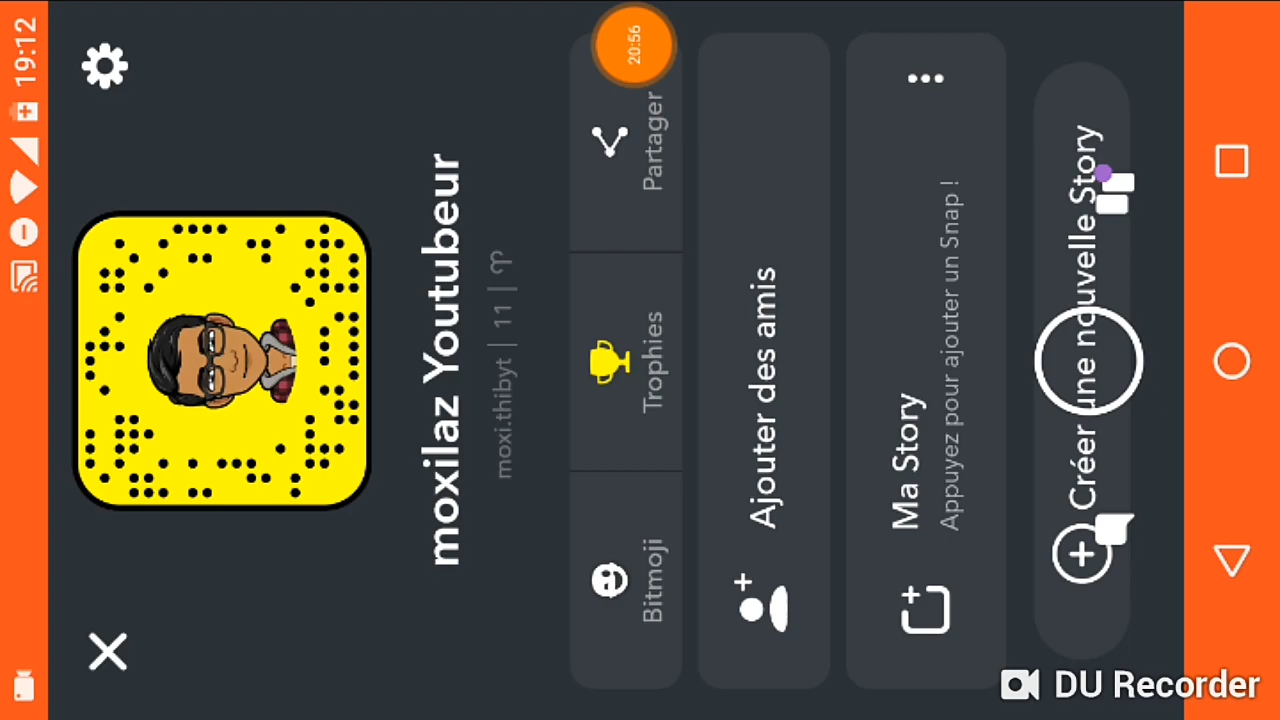 19:12
20:56
moxilaz Youtubeur
moxi.thibyt | 11 | ♈
Bitmoji
Trophies
Partager
Ajouter des amis
Ma Story
Appuyez pour ajouter un Snap !
Créer une nouvelle Story
DU Recorder